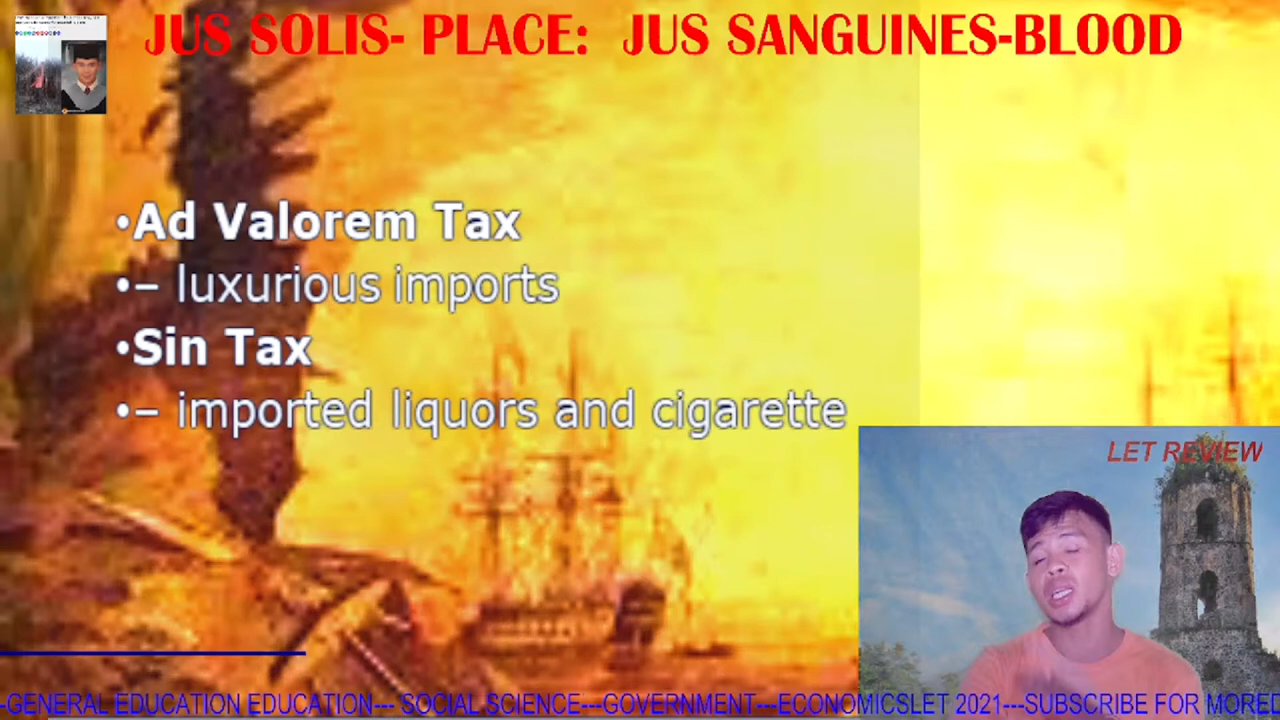 JUS SOLIS- PLACE: JUS SANGUINES-BLOOD
•Ad Valorem Tax
•– luxurious imports
•Sin Tax
•– imported liquors and cigarette
LET REVIEW
-GENERAL EDUCATION EDUCATION--- SOCIAL SCIENCE---GOVERNMENT---ECONOMICSLET 2021---SUBSCRIBE FOR MORED